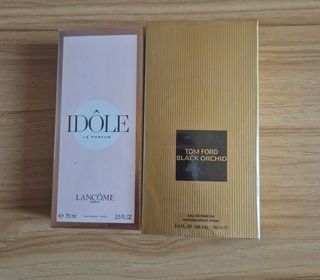 IDÔLE
LE PARFUM
LANCÔME
PARIS
℮ 75 ml
2.5 FL.OZ
TOM FORD
BLACK ORCHID
EAU DE PARFUM